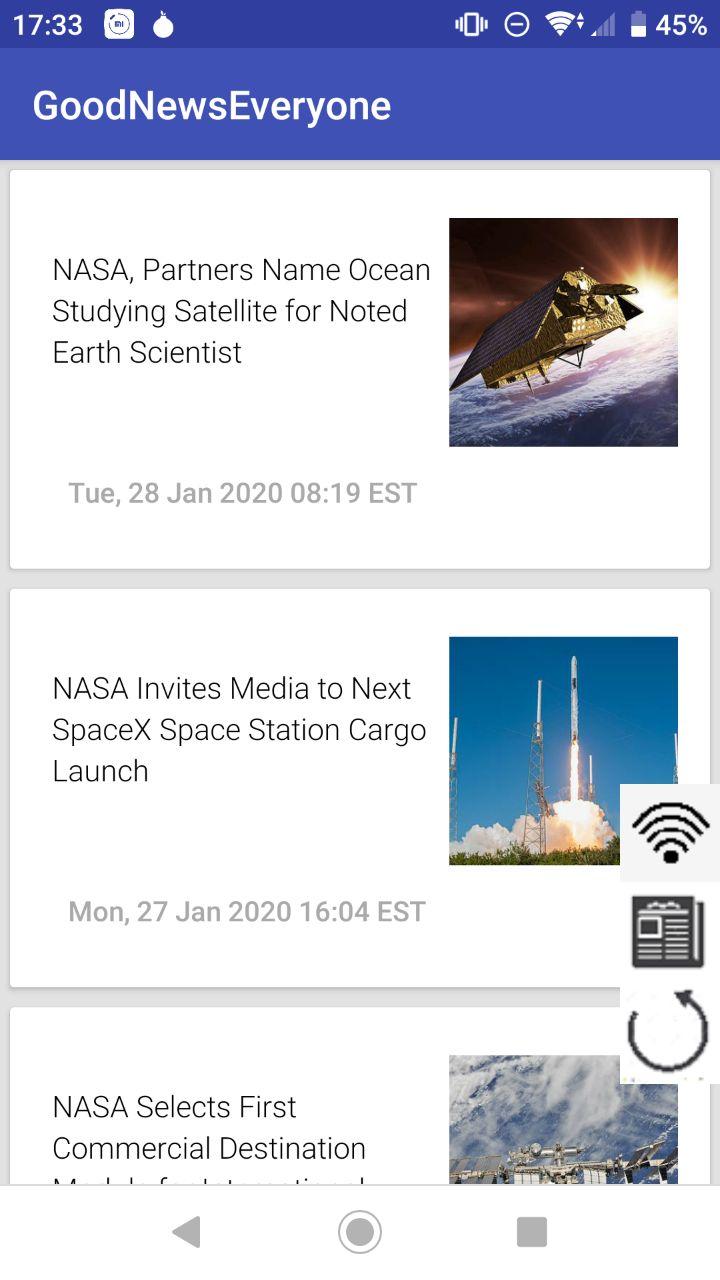 17:33
45%
GoodNewsEveryone
NASA, Partners Name Ocean
Studying Satellite for Noted
Earth Scientist
Tue, 28 Jan 2020 08:19 EST
NASA Invites Media to Next
SpaceX Space Station Cargo
Launch
Mon, 27 Jan 2020 16:04 EST
NASA Selects First
Commercial Destination